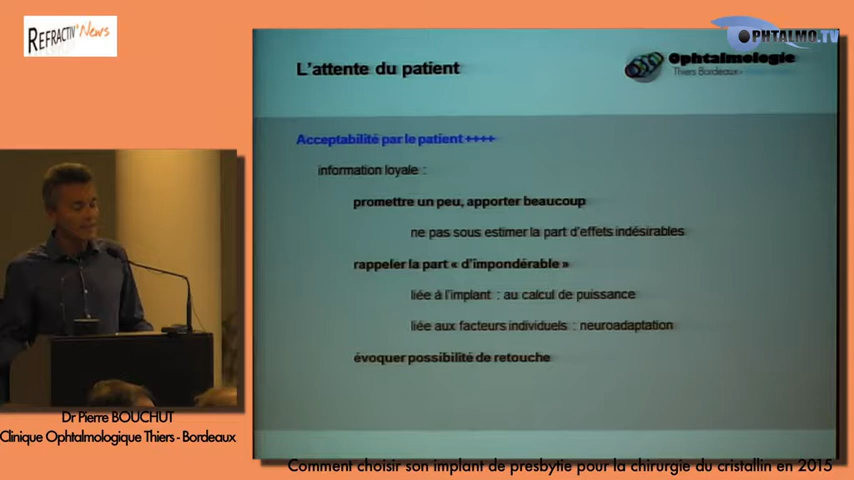 REFRACTIV'News
OPHTALMO.TV
L'attente du patient
Ophtalmologie
Thiers Bordeaux
Acceptabilité par le patient ++++
information loyale :
promettre un peu, apporter beaucoup
ne pas sous estimer la part d'effets indésirables
rappeler la part « d'impondérable »
liée à l'implant : au calcul de puissance
liée aux facteurs individuels : neuroadaptation
évoquer possibilité de retouche
Dr Pierre BOUCHUT
Clinique Ophtalmologique Thiers - Bordeaux
Comment choisir son implant de presbytie pour la chirurgie du cristallin en 2015